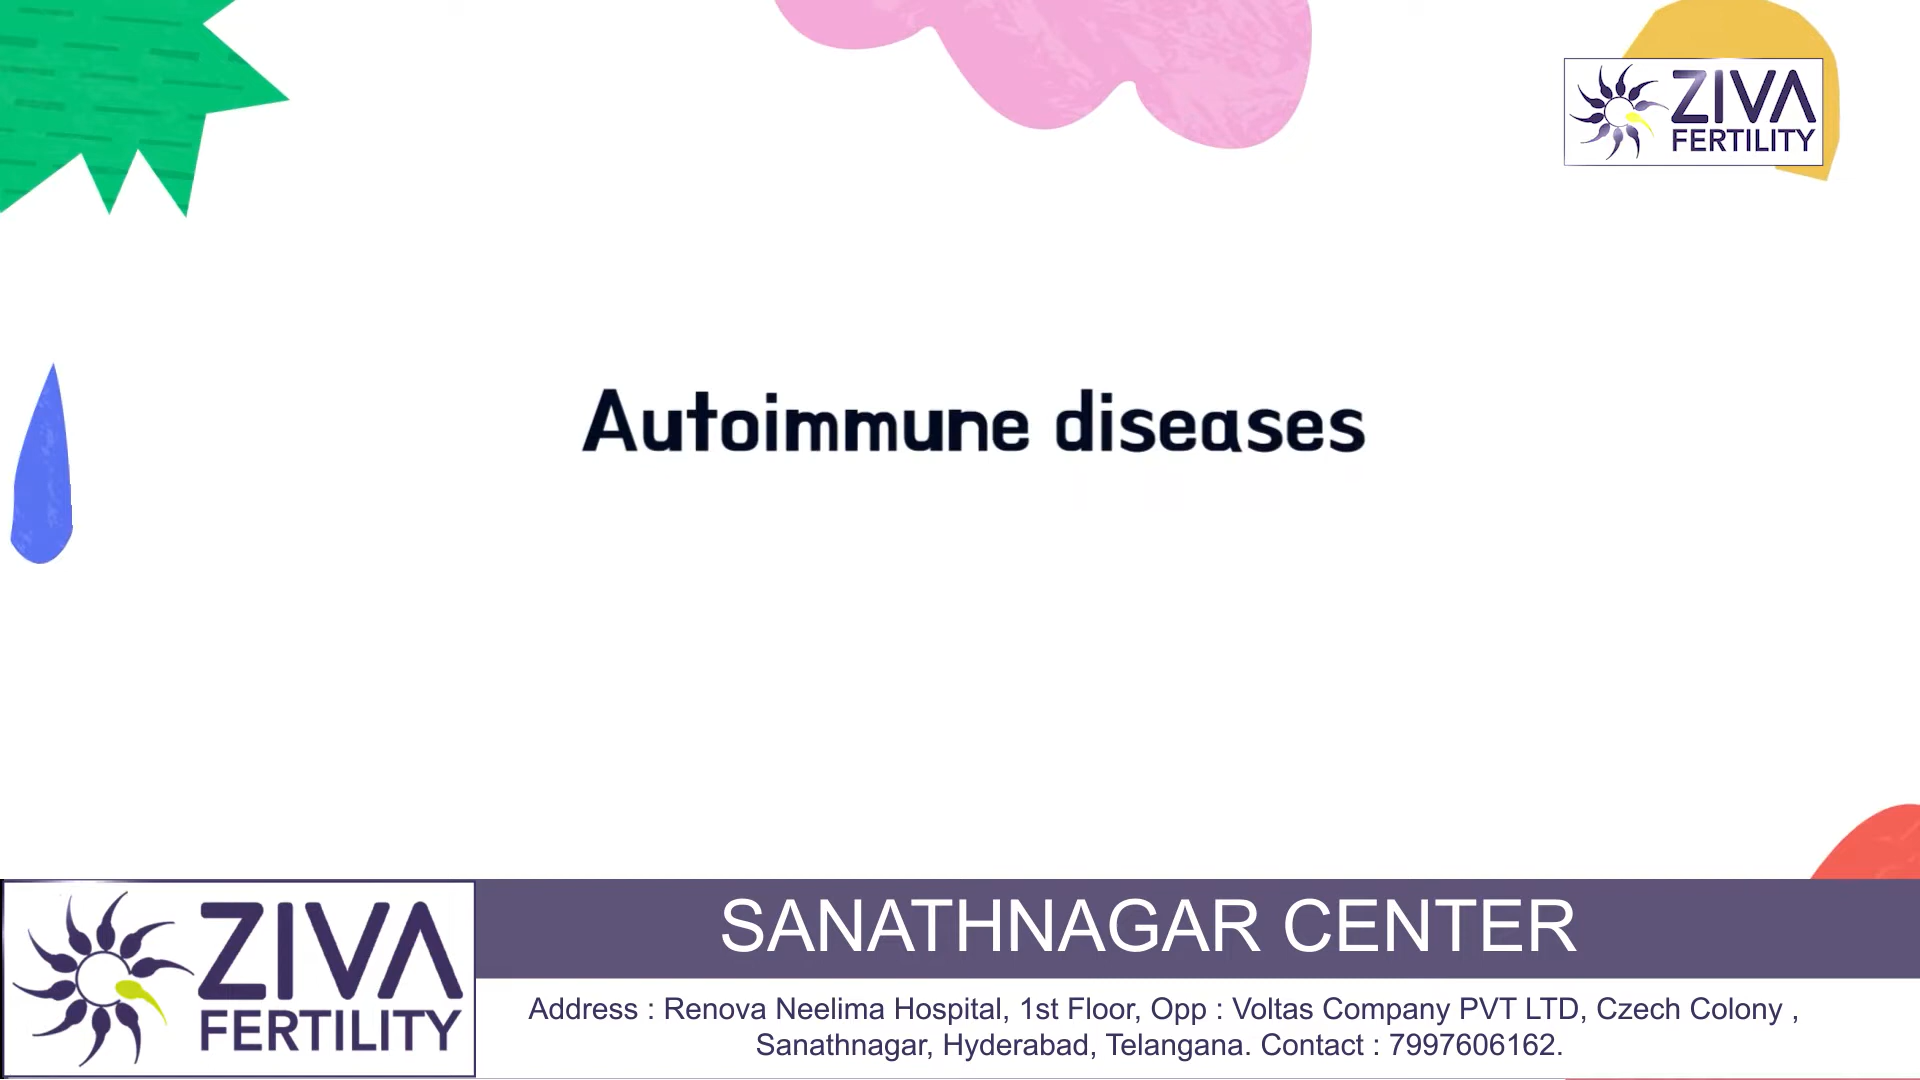 ZIVA
FERTILITY
Autoimmune diseases
ZIVA
FERTILITY
SANATHNAGAR CENTER
Address : Renova Neelima Hospital, 1st Floor, Opp : Voltas Company PVT LTD, Czech Colony ,
Sanathnagar, Hyderabad, Telangana. Contact : 7997606162.